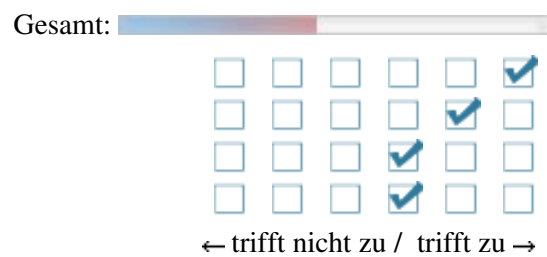 Gesamt:
← trifft nicht zu / trifft zu →